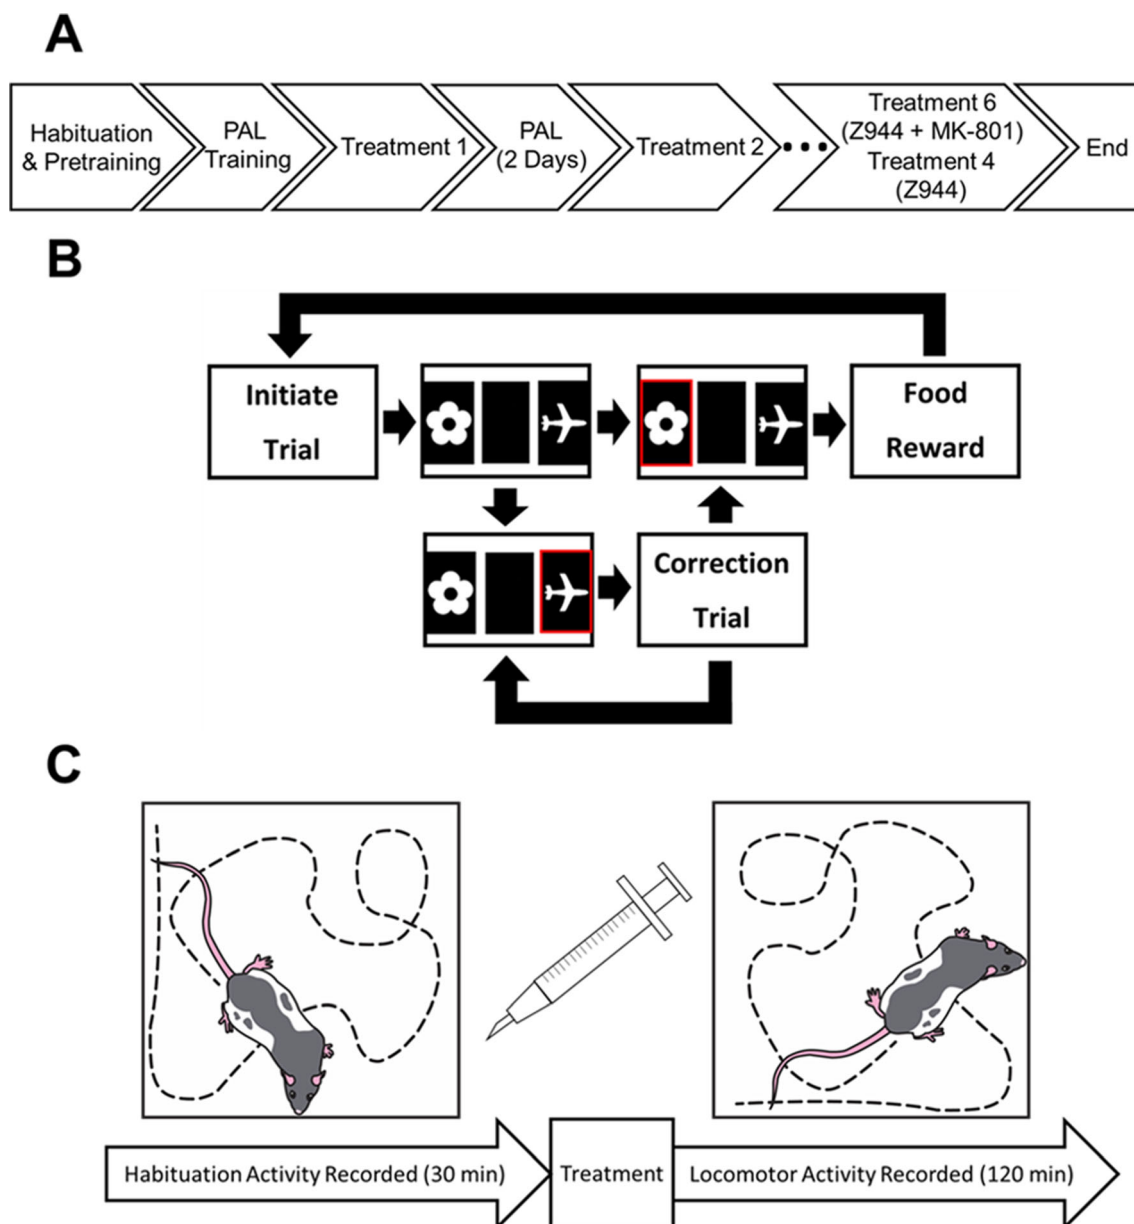 A
Habituation
& Pretraining
PAL
Training
Treatment 1
PAL
(2 Days)
Treatment 2
Treatment 6
(Z944 + MK-801)
Treatment 4
(Z944)
End
B
Initiate
Trial
Food
Reward
Correction
Trial
C
Habituation Activity Recorded (30 min)
Treatment
Locomotor Activity Recorded (120 min)